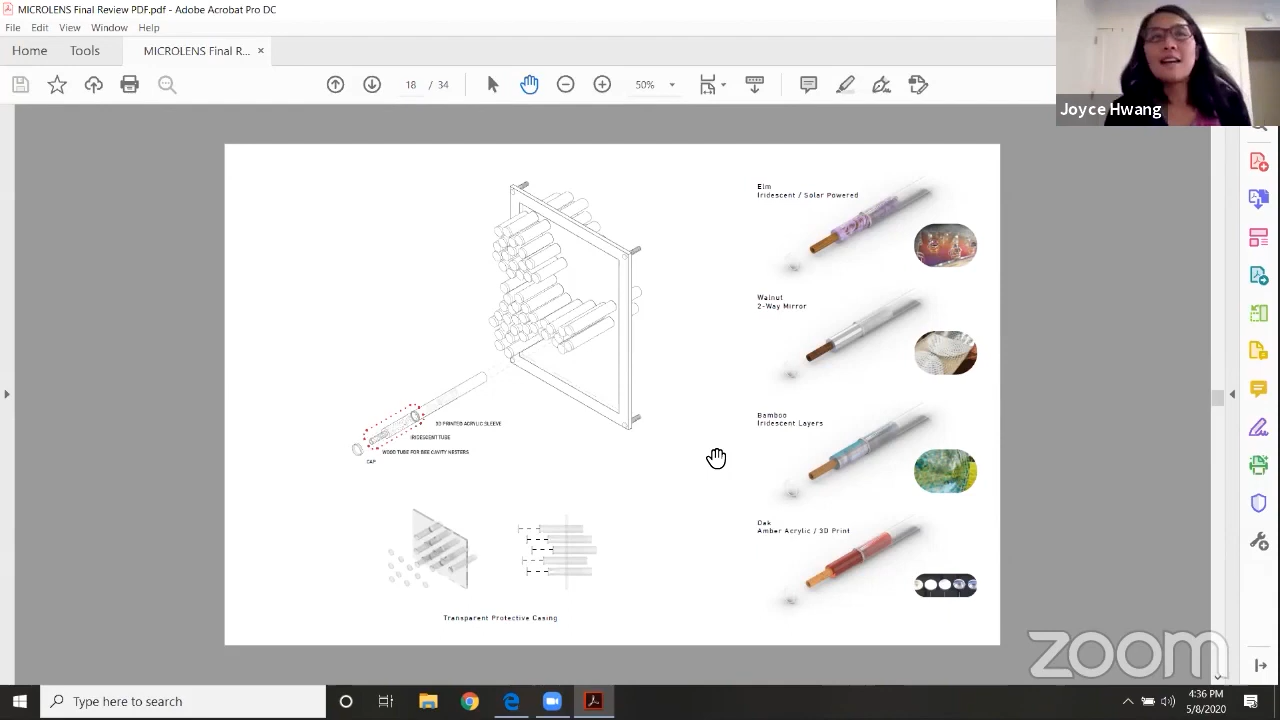 MICROLENS Final Review PDF.pdf - Adobe Acrobat Pro DC
File Edit View Window Help
Home Tools MICROLENS Final R... ×
18 / 34 50%
Joyce Hwang
Elm
Iridescent / Solar Powered
Walnut
2-Way Mirror
Bamboo
Iridescent Layers
Oak
Amber Acrylic / 3D Print
3D PRINTED ACRYLIC SLEEVE
IRIDESCENT TUBE
WOOD TUBE FOR BEE CAVITY NESTERS
CAP
Transparent Protective Casing
zoom
Type here to search
4:36 PM
5/8/2020